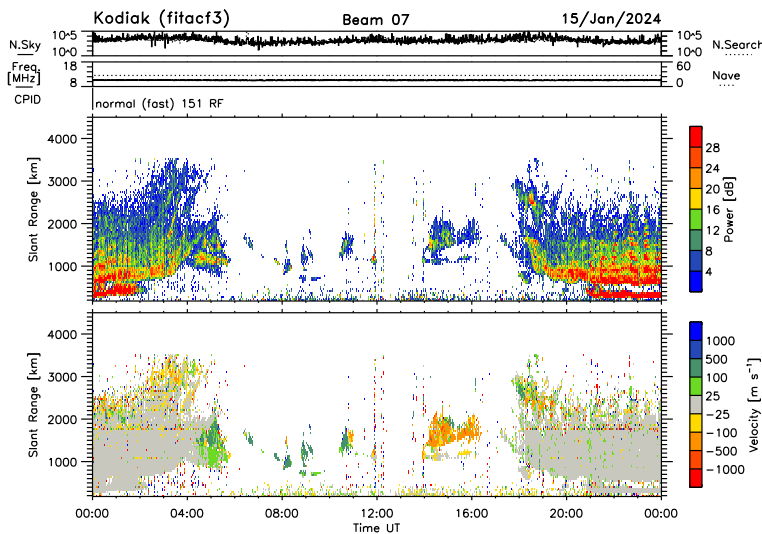 Kodiak (fitacf3) Beam 07 15/Jan/2024
N.Sky 10+5 10+0 10+5 10+0 N.Search
Freq. [MHz] 18 8 60 0 Nave
CPID normal (fast) 151 RF
Slant Range [km]
4000
3000
2000
1000
Power [dB]
28
24
20
16
12
8
4
Slant Range [km]
4000
3000
2000
1000
Velocity [m s⁻¹]
1000
500
100
25
−25
−100
−500
−1000
00:00 04:00 08:00 12:00 16:00 20:00 00:00
Time UT